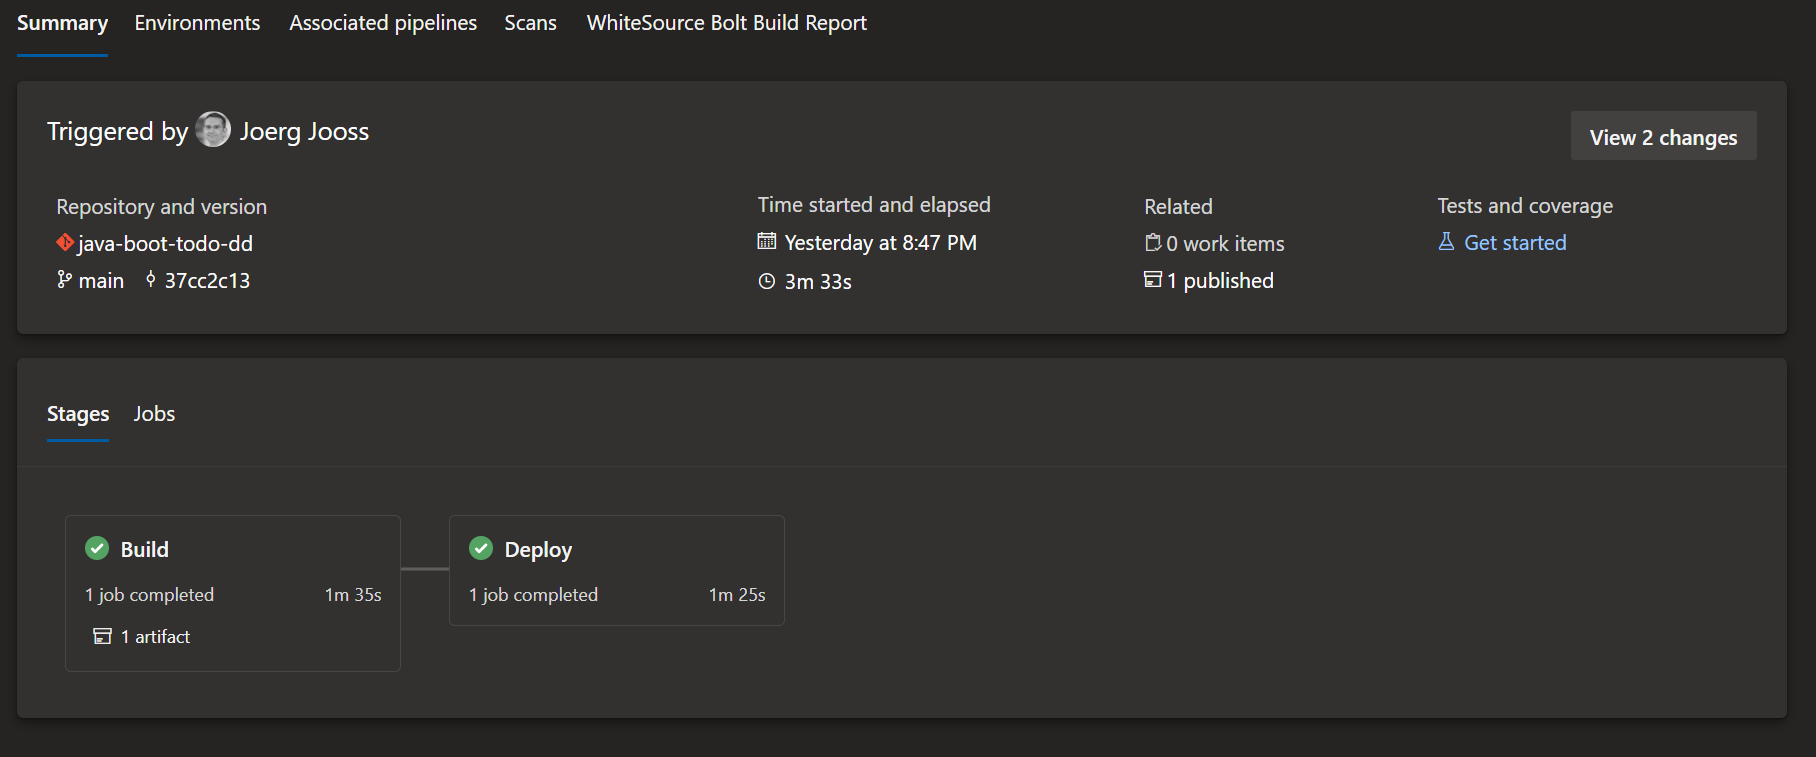 Summary Environments Associated pipelines Scans WhiteSource Bolt Build Report
Triggered by Joerg Jooss
View 2 changes
Repository and version
java-boot-todo-dd
main 37cc2c13
Time started and elapsed
Yesterday at 8:47 PM
3m 33s
Related
0 work items
1 published
Tests and coverage
Get started
Stages Jobs
Build
1 job completed 1m 35s
1 artifact
Deploy
1 job completed 1m 25s